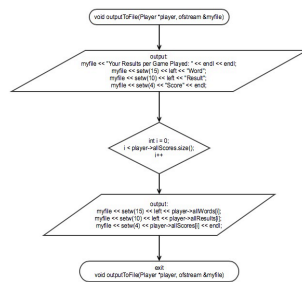 void outputToFile(Player *player, ofstream &myfile)
output:
myfile << "Your Results per Game Played: " << endl << endl;
myfile << setw(15) << left << "Word";
myfile << setw(10) << left << "Result";
myfile << setw(4) << "Score" << endl;
int i = 0;
i < player->allScores.size();
i++
output:
myfile << setw(15) << left << player->allWords[i];
myfile << setw(10) << left << player->allResults[i];
myfile << setw(4) << player->allScores[i] << endl;
exit
void outputToFile(Player *player, ofstream &myfile)